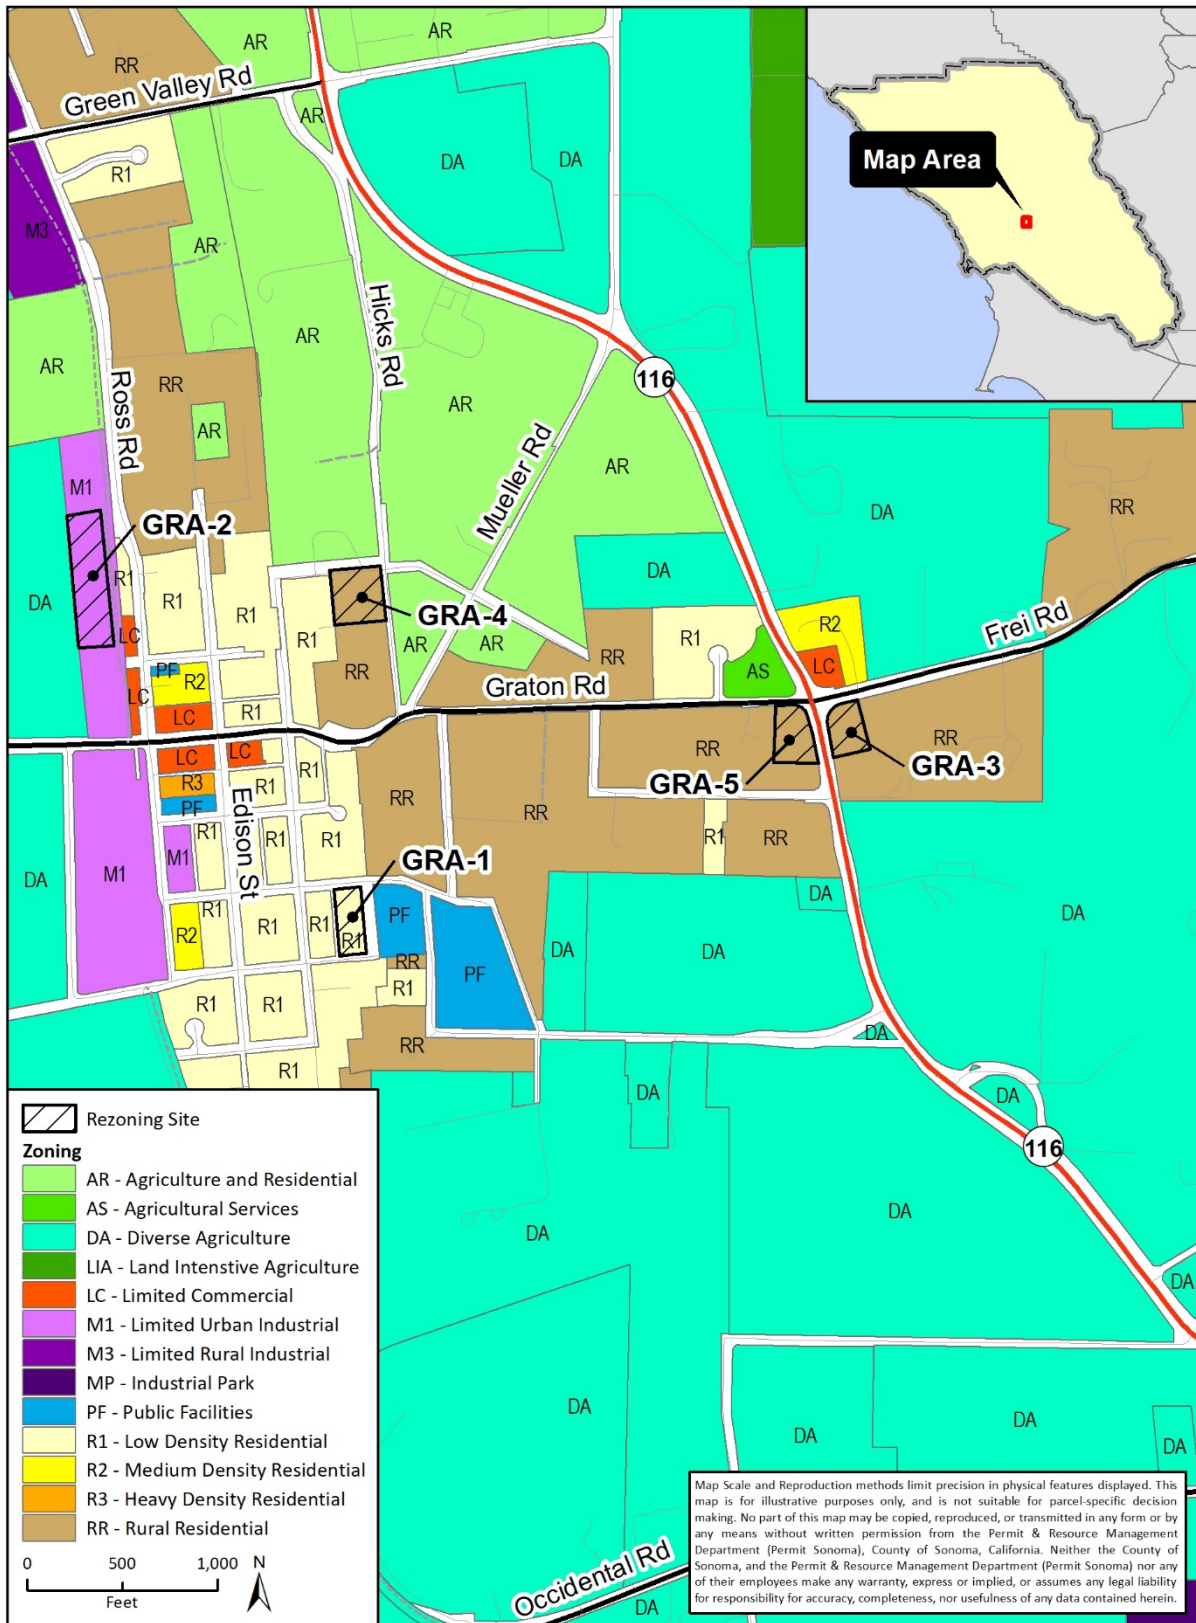 AR
AR
RR
Green Valley Rd
AR
DA
DA
R1
M3
AR
Map Area
Hicks Rd
AR
AR
RR
Ross Rd
AR
AR
116
Mueller Rd
AR
M1
DA
RR
GRA-2
R1
R1
R1
DA
DA
R1
GRA-4
AR
AR
RR
RR
R1
R2
Frei Rd
LC
PF
R2
AS
LC
LC
LC
R1
Graton Rd
LC
LC
RR
RR
GRA-5
GRA-3
R3
R1
R1
PF
Edison St
RR
RR
R1
R1
R1
R1
RR
M1
M1
DA
GRA-1
DA
DA
R2
R1
R1
R1
R1
PF
DA
DA
RR
PF
R1
R1
R1
RR
DA
R1
DA
DA
116
DA
DA
DA
DA
DA
DA
DA
Occidental Rd
DA
Rezoning Site
Zoning
AR - Agriculture and Residential
AS - Agricultural Services
DA - Diverse Agriculture
LIA - Land Intenstive Agriculture
LC - Limited Commercial
M1 - Limited Urban Industrial
M3 - Limited Rural Industrial
MP - Industrial Park
PF - Public Facilities
R1 - Low Density Residential
R2 - Medium Density Residential
R3 - Heavy Density Residential
RR - Rural Residential
0 500 1,000
Feet
N
Map Scale and Reproduction methods limit precision in physical features displayed. This
map is for illustrative purposes only, and is not suitable for parcel-specific decision
making. No part of this map may be copied, reproduced, or transmitted in any form or by
any means without written permission from the Permit & Resource Management
Department (Permit Sonoma), County of Sonoma, California. Neither the County of
Sonoma, and the Permit & Resource Management Department (Permit Sonoma) nor any
of their employees make any warranty, express or implied, or assumes any legal liability
for responsibility for accuracy, completeness, nor usefulness of any data contained herein.